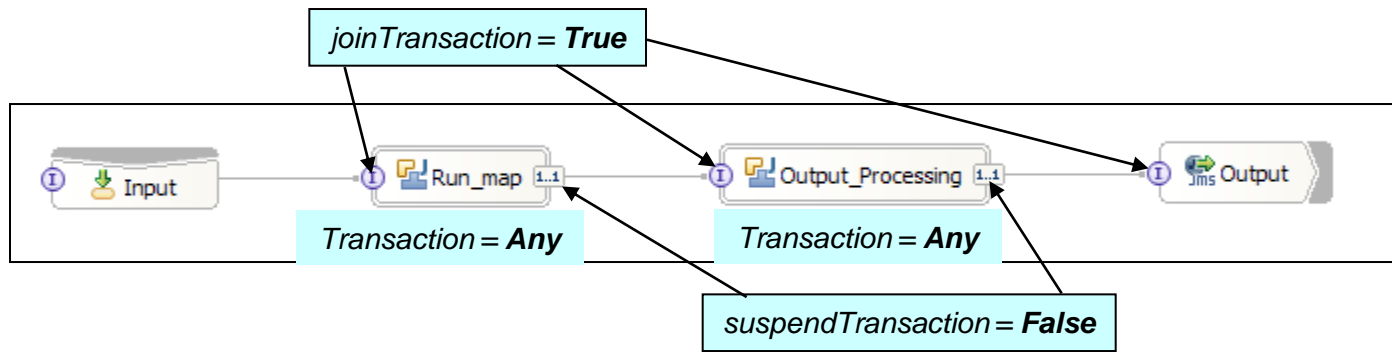 joinTransaction = True
I Input
I Run_map 1..1
I Output_Processing 1..1
I Jms Output
Transaction = Any
Transaction = Any
suspendTransaction = False